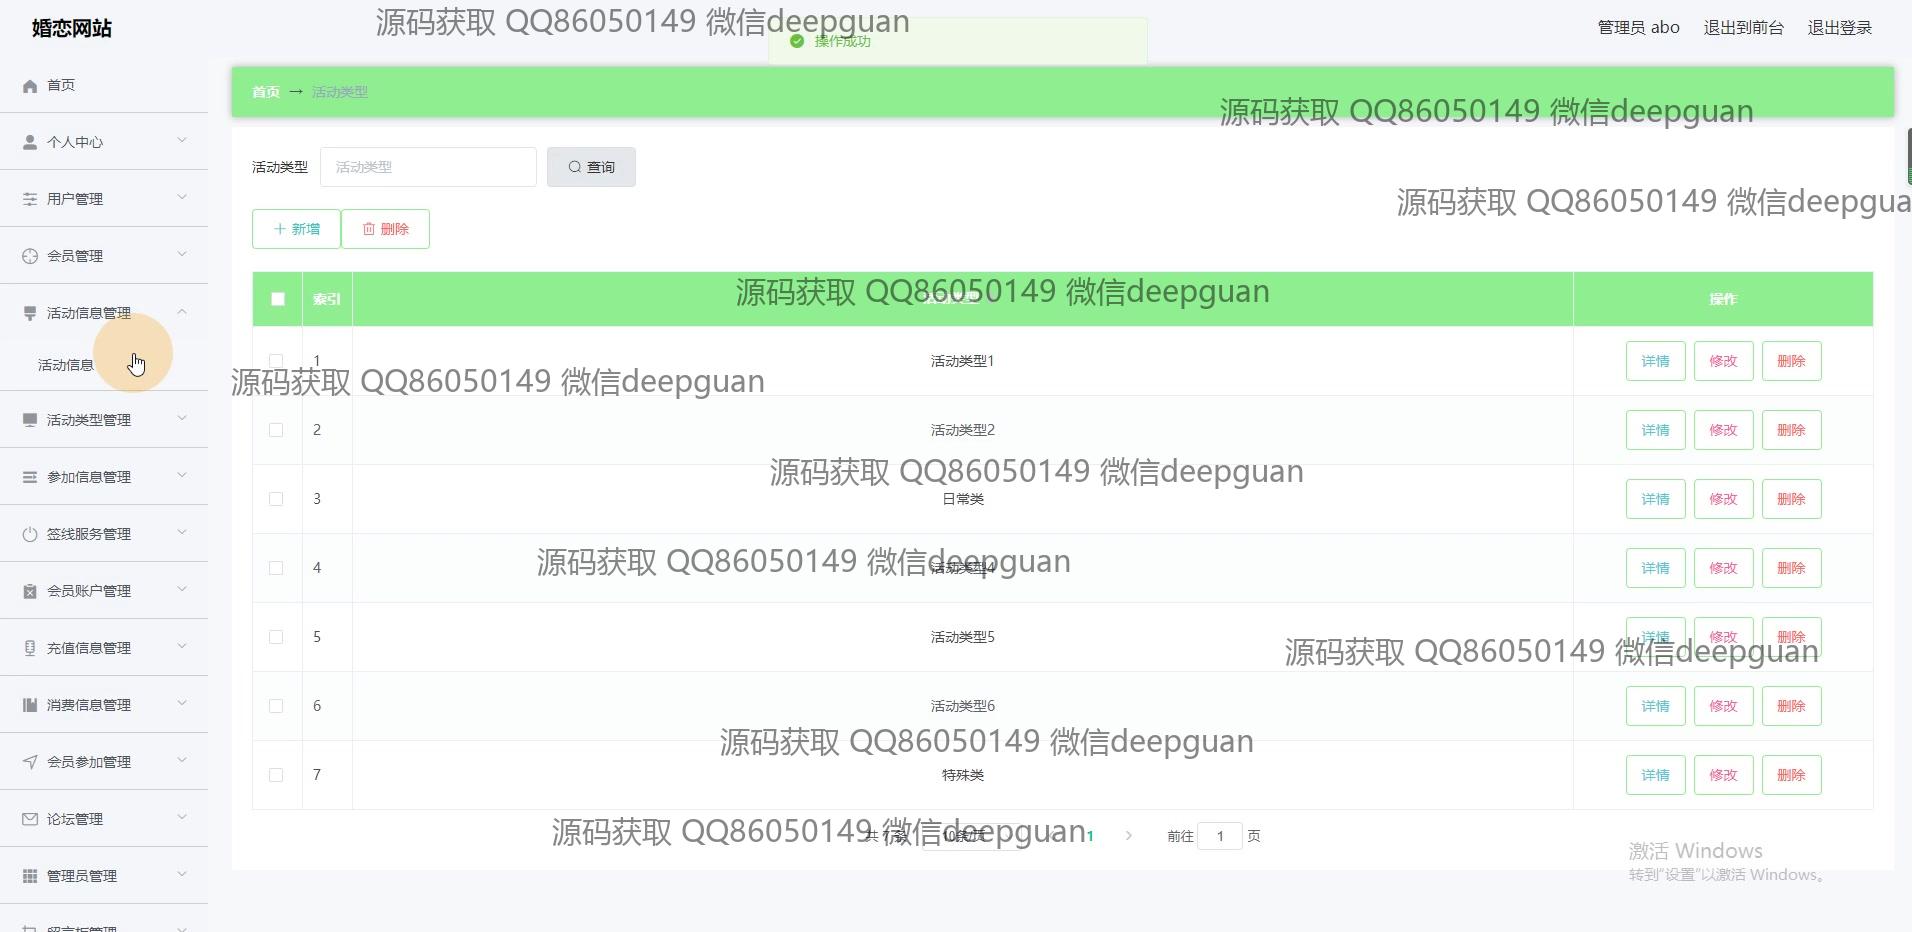 婚恋网站
源码获取 QQ86050149 微信deepguan
操作成功
管理员 abo 退出到前台 退出登录
首页
首页 → 活动类型
源码获取 QQ86050149 微信deepguan
个人中心
活动类型 活动类型 查询
用户管理
源码获取 QQ86050149 微信deepgua
新增 删除
会员管理
活动信息管理
索引 操作
源码获取 QQ86050149 微信deepguan
活动信息
1 活动类型1 详情 修改 删除
源码获取 QQ86050149 微信deepguan
活动类型管理
2 活动类型2 详情 修改 删除
参加信息管理
源码获取 QQ86050149 微信deepguan
3 日常类 详情 修改 删除
签线服务管理
源码获取 QQ86050149 微信deepguan
4 活动类型4 详情 修改 删除
会员账户管理
5 活动类型5 详情 修改 删除
充值信息管理
源码获取 QQ86050149 微信deepguan
消费信息管理
6 活动类型6 详情 修改 删除
会员参加管理
源码获取 QQ86050149 微信deepguan
7 特殊类 详情 修改 删除
论坛管理
源码获取 QQ86050149 微信deepguan
共 7 条 10条/页 1 前往 1 页
管理员管理
激活 Windows
转到“设置”以激活 Windows。
留言板管理